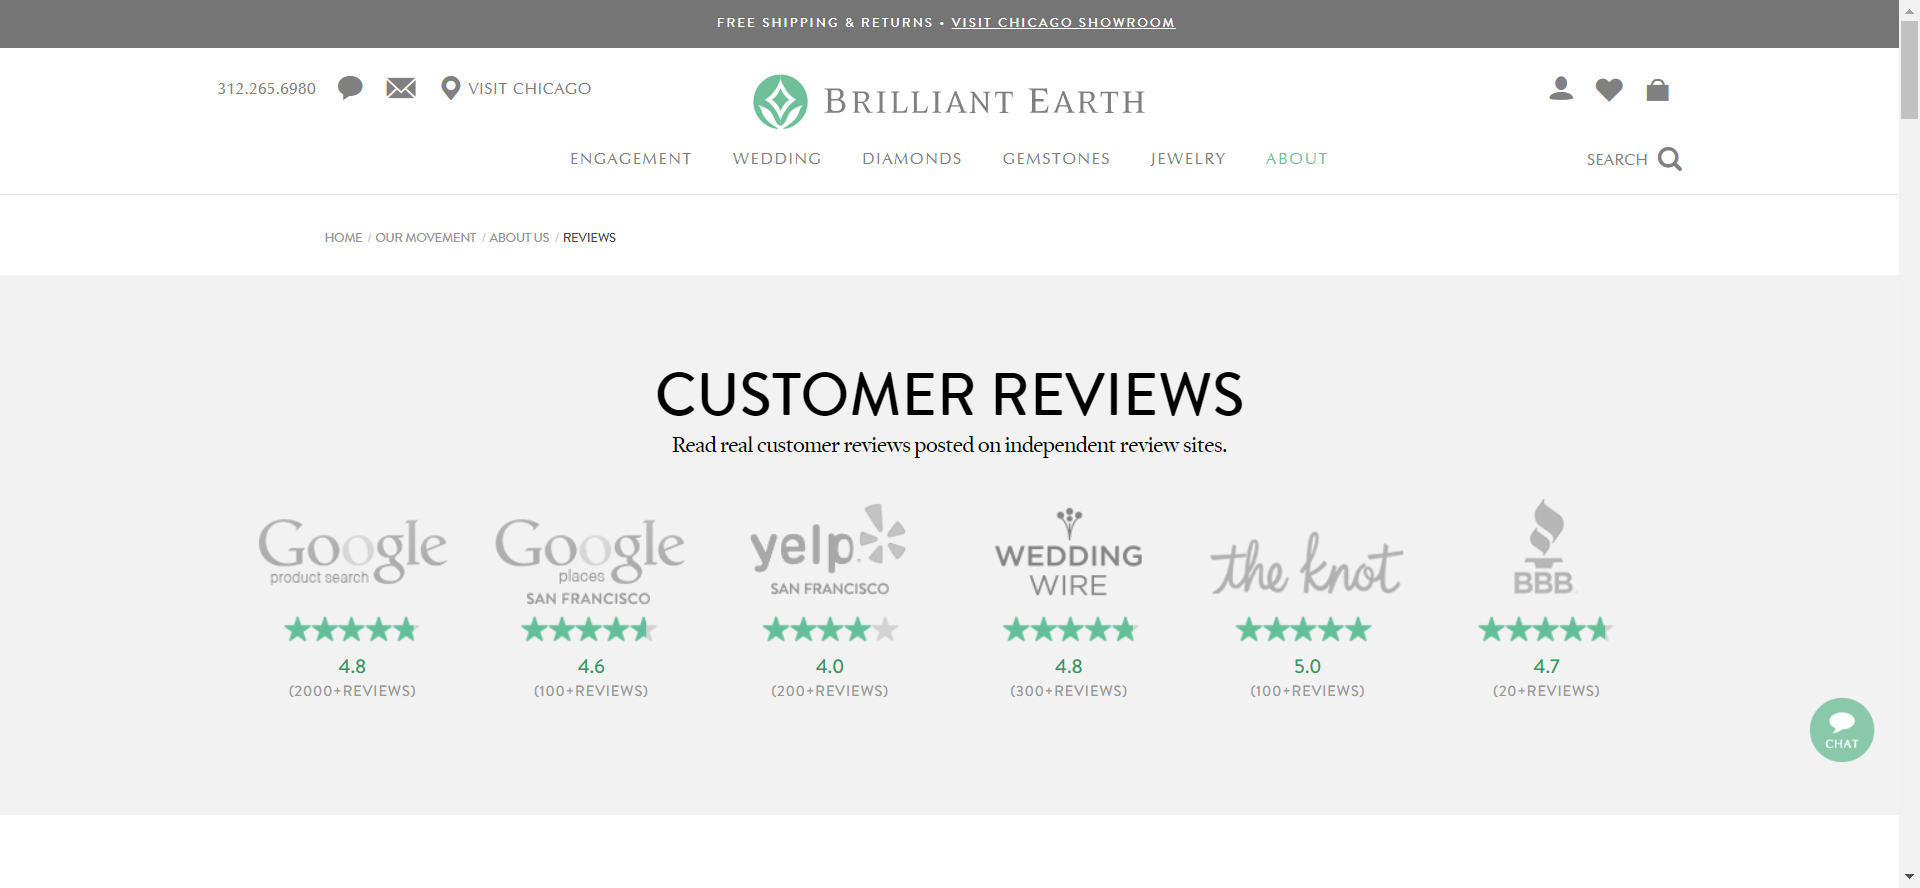 FREE SHIPPING & RETURNS • VISIT CHICAGO SHOWROOM
312.265.6980
VISIT CHICAGO
BRILLIANT EARTH
ENGAGEMENT WEDDING DIAMONDS GEMSTONES JEWELRY ABOUT
SEARCH
HOME / OUR MOVEMENT / ABOUT US / REVIEWS
CUSTOMER REVIEWS
Read real customer reviews posted on independent review sites.
Google
product search
4.8
(2000+REVIEWS)
Google
places
SAN FRANCISCO
4.6
(100+REVIEWS)
yelp
SAN FRANCISCO
4.0
(200+REVIEWS)
WEDDING
WIRE
4.8
(300+REVIEWS)
the knot
5.0
(100+REVIEWS)
BBB
4.7
(20+REVIEWS)
CHAT